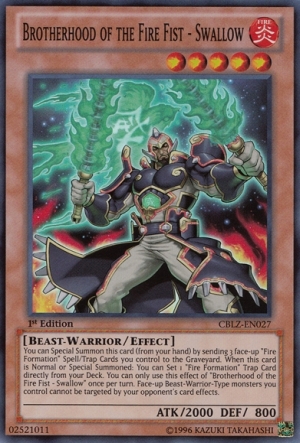 BROTHERHOOD OF THE FIRE FIST - SWALLOW
FIRE
炎
CBLZ-EN027
1st Edition
[BEAST-WARRIOR / EFFECT]
You can Special Summon this card (from your hand) by sending 3 face-up "Fire
Formation" Spell/Trap Cards you control to the Graveyard. When this card
is Normal or Special Summoned: You can Set 1 "Fire Formation" Trap Card
directly from your Deck. You can only use this effect of "Brotherhood of the
Fire Fist - Swallow" once per turn. Face-up Beast-Warrior-Type monsters you
control cannot be targeted by your opponent's card effects.
ATK/2000 DEF/ 800
02521011
©1996 KAZUKI TAKAHASHI